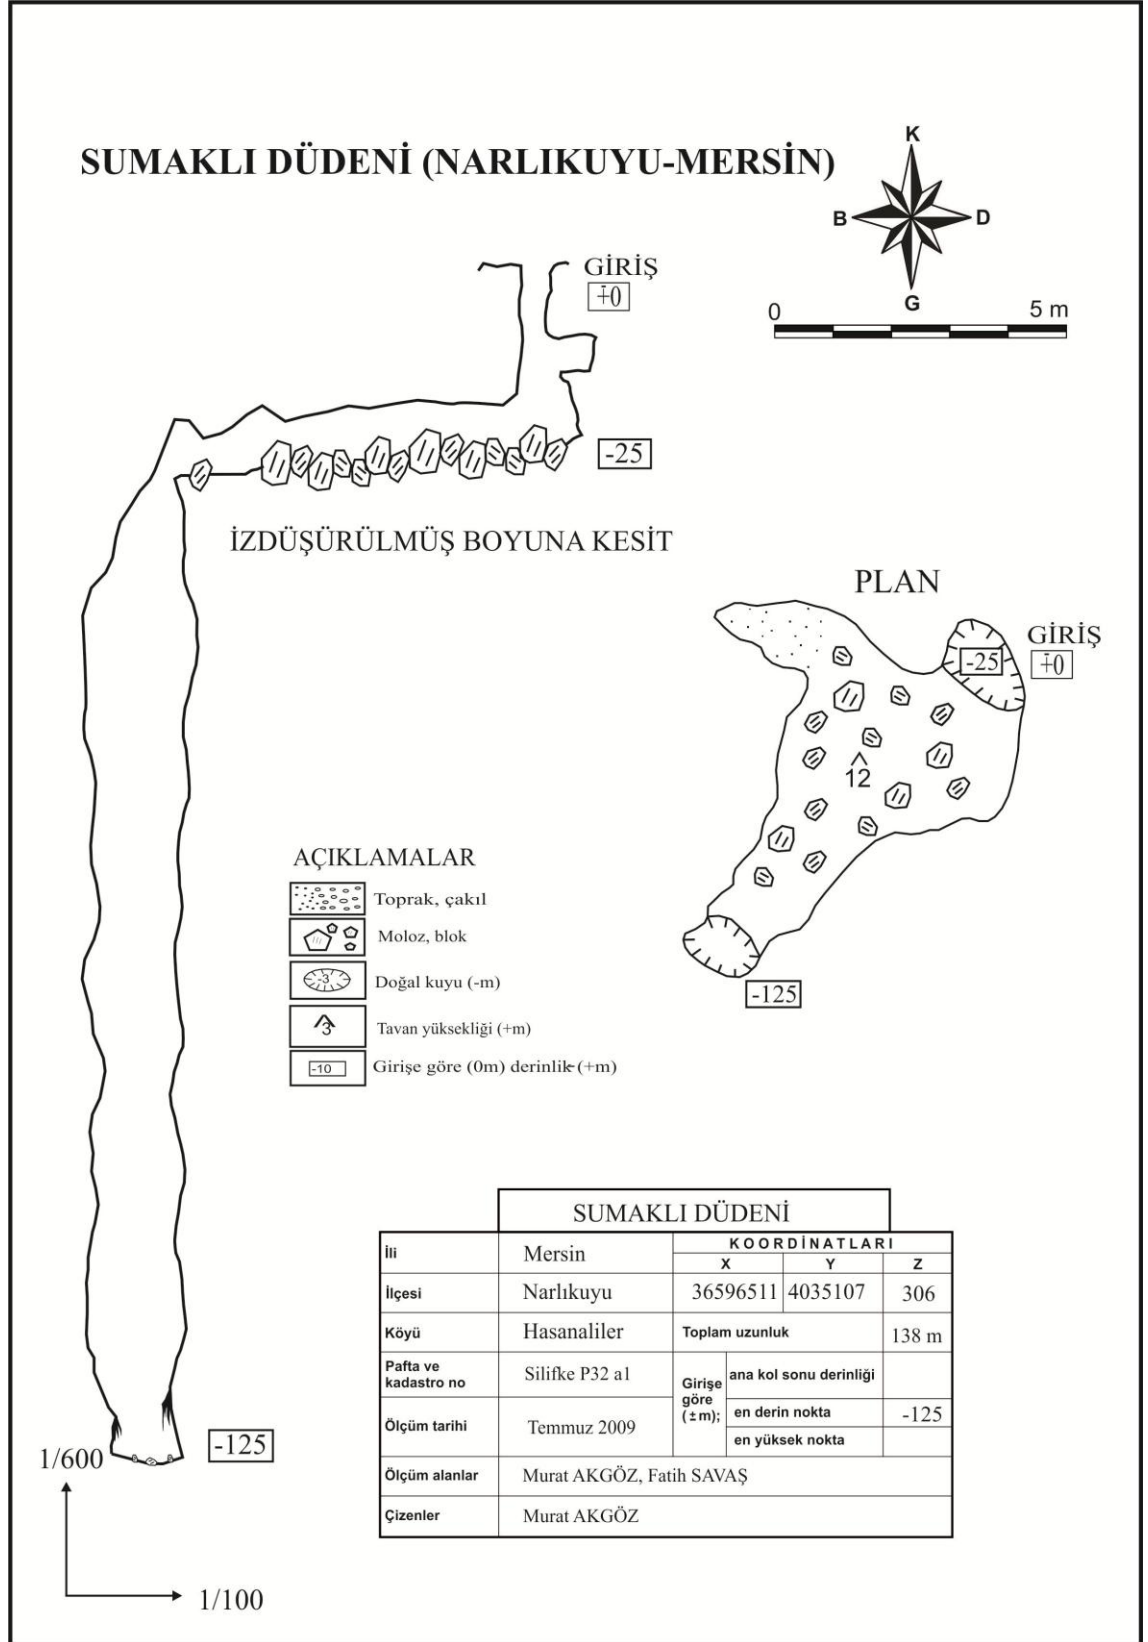 SUMAKLI DÜDENİ (NARLIKUYU-MERSİN)
K
B
D
G
0
5 m
GİRİŞ
∓0
-25
İZDÜŞÜRÜLMÜŞ BOYUNA KESİT
PLAN
GİRİŞ
-25
∓0
12
-125
AÇIKLAMALAR
Toprak, çakıl
Moloz, blok
-3
Doğal kuyu (-m)
3
Tavan yüksekliği (+m)
-10
Girişe göre (0m) derinlik (+m)
-125
1/600
1/100
SUMAKLI DÜDENİ
İli
Mersin
KOORDİNATLARI
X
Y
Z
İlçesi
Narlıkuyu
36596511
4035107
306
Köyü
Hasanaliler
Toplam uzunluk
138 m
Pafta ve
kadastro no
Silifke P32 a1
Girişe
göre
(±m);
ana kol sonu derinliği
Ölçüm tarihi
Temmuz 2009
en derin nokta
-125
en yüksek nokta
Ölçüm alanlar
Murat AKGÖZ, Fatih SAVAŞ
Çizenler
Murat AKGÖZ